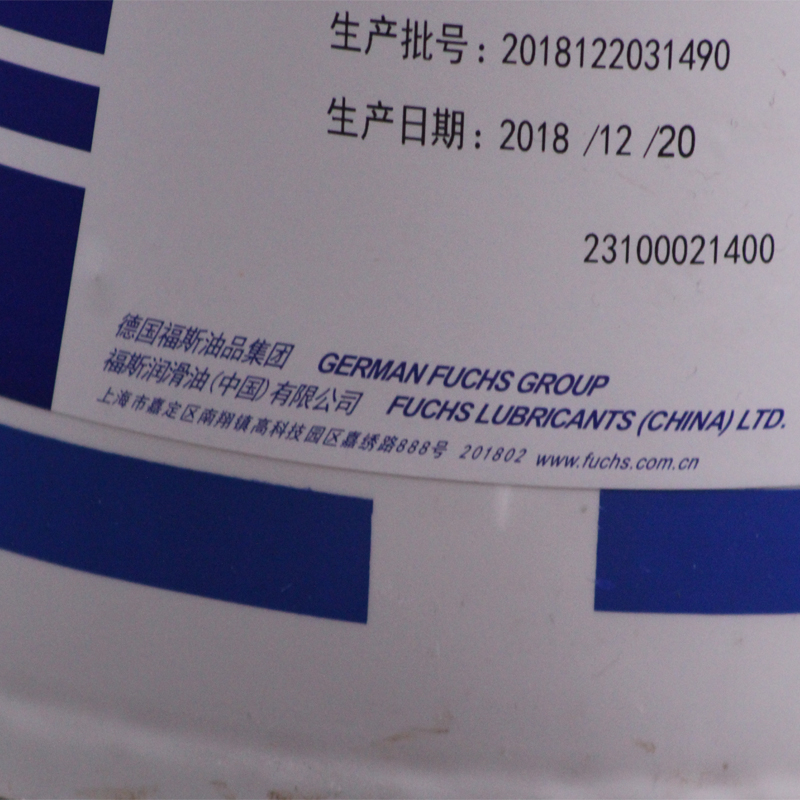 生产批号：2018122031490
生产日期：2018 /12 /20
23100021400
德国福斯油品集团 GERMAN FUCHS GROUP
福斯润滑油(中国)有限公司 FUCHS LUBRICANTS (CHINA) LTD.
上海市嘉定区南翔镇高科技园区嘉绣路888号 201802 www.fuchs.com.cn